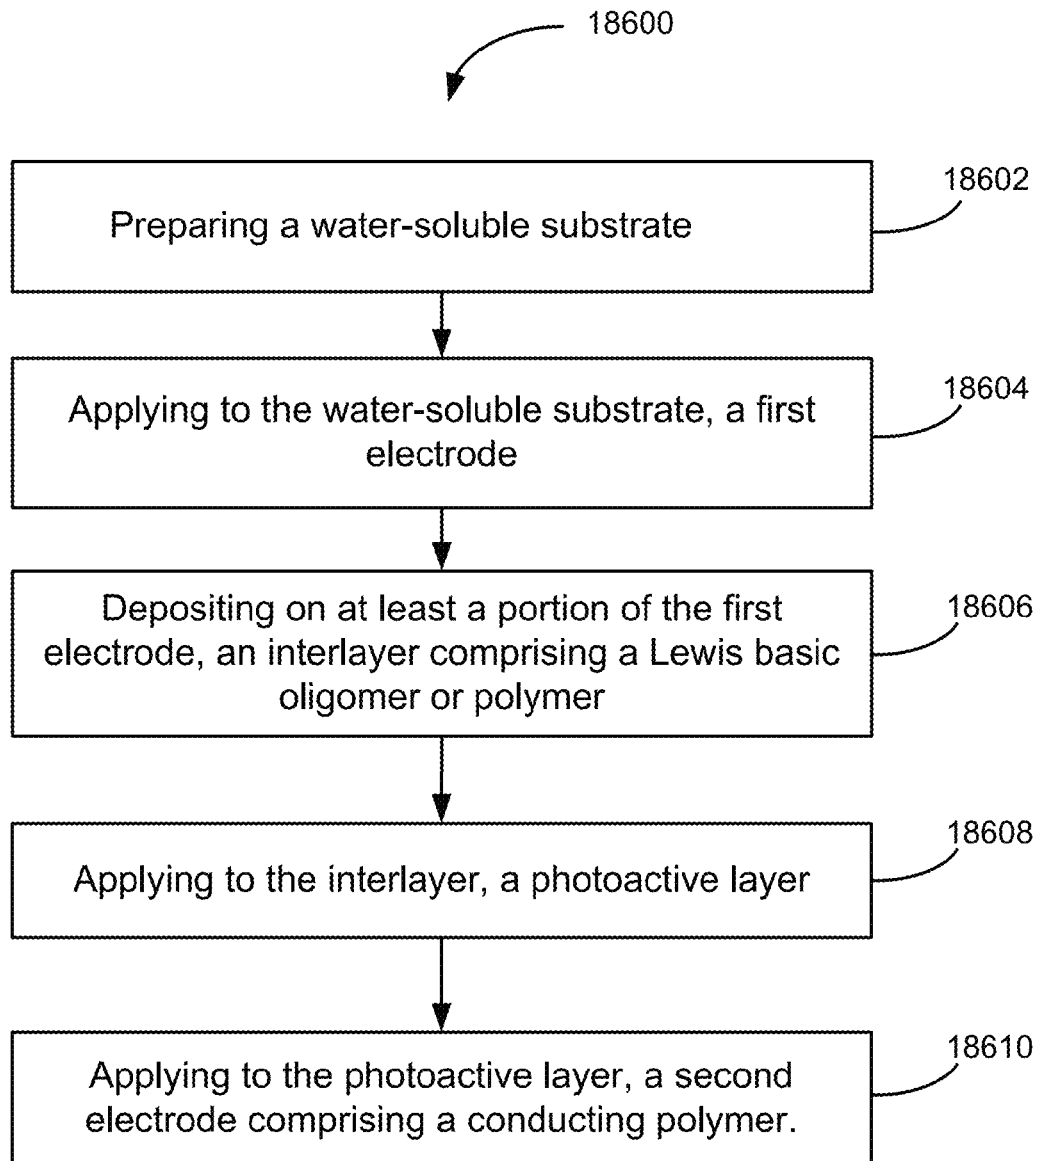 18600
Preparing a water-soluble substrate
18602
Applying to the water-soluble substrate, a first
electrode
18604
Depositing on at least a portion of the first
electrode, an interlayer comprising a Lewis basic
oligomer or polymer
18606
Applying to the interlayer, a photoactive layer
18608
Applying to the photoactive layer, a second
electrode comprising a conducting polymer.
18610